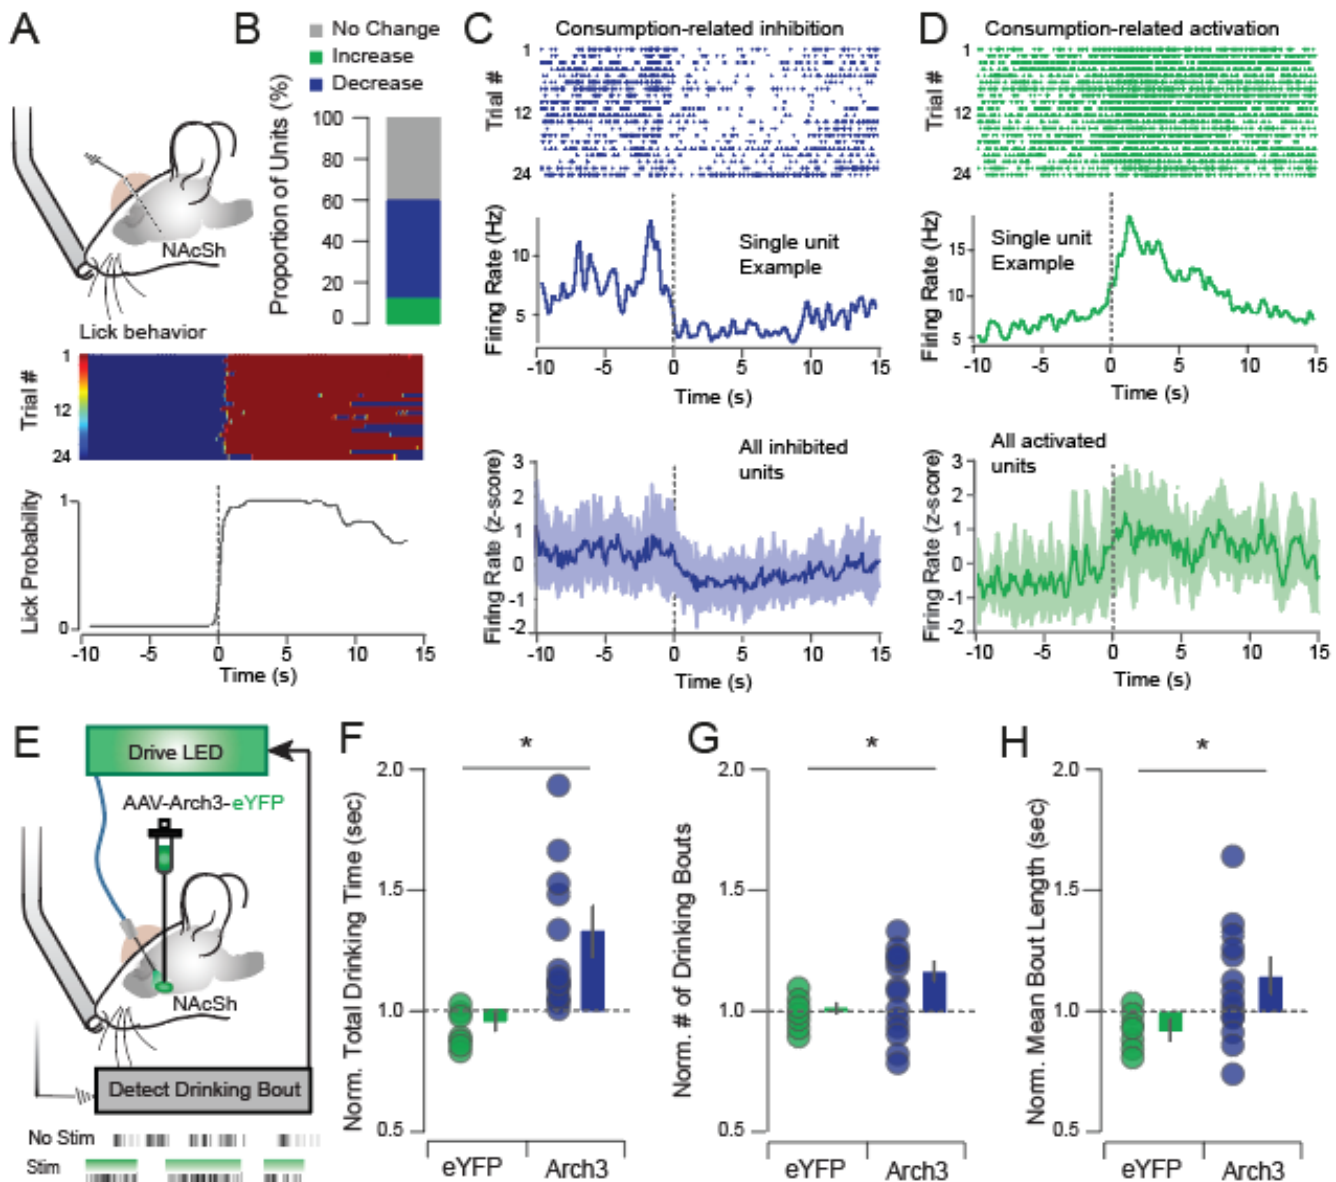 A
NAcSh
Lick behavior
Trial #
1
12
24
Lick Probability
1
0
-10 -5 0 5 10 15
Time (s)
B
No Change
Increase
Decrease
Proportion of Units (%)
100
80
60
40
20
0
C
Consumption-related inhibition
Trial #
1
12
24
Firing Rate (Hz)
10
5
Single unit
Example
-10 -5 0 5 10 15
Time (s)
All inhibited
units
Firing Rate (z-score)
3
2
1
0
-1
-2
-10 -5 0 5 10 15
Time (s)
D
Consumption-related activation
Trial #
1
12
24
Firing Rate (Hz)
15
10
5
Single unit
Example
-10 -5 0 5 10 15
Time (s)
All activated
units
Firing Rate (z-score)
3
2
1
0
-1
-2
-10 -5 0 5 10 15
Time (s)
E
Drive LED
AAV-Arch3-eYFP
NAcSh
Detect Drinking Bout
No Stim
Stim
F
*
Norm. Total Drinking Time (sec)
2.0
1.5
1.0
0.5
eYFP Arch3
G
*
Norm. # of Drinking Bouts
2.0
1.5
1.0
0.5
eYFP Arch3
H
*
Norm. Mean Bout Length (sec)
2.0
1.5
1.0
0.5
eYFP Arch3